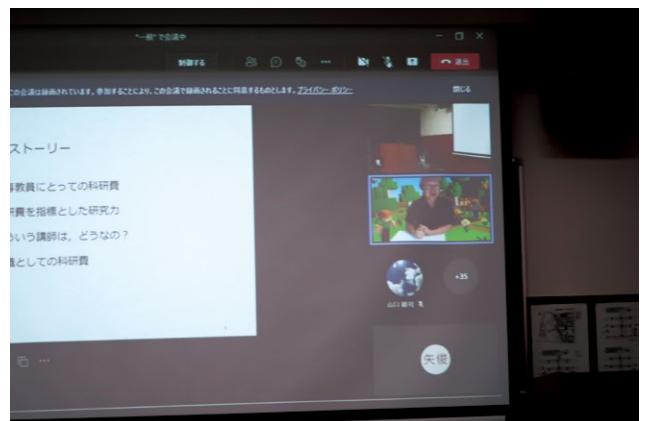 "一般"で会議中
制御する
退出
この会議は録画されています。参加することにより、この会議で録画されることに同意するものとします。プライバシー ポリシー
閉じる
ストーリー
教員にとっての科研費
費を指標とした研究力
いう講師は，どうなの？
としての科研費
+35
山口
矢俊